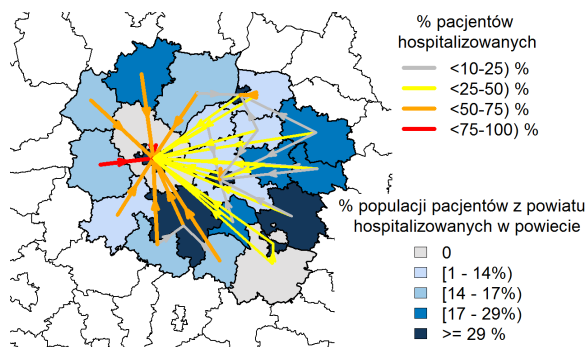 % pacjentów
hospitalizowanych
<10-25) %
<25-50) %
<50-75) %
<75-100) %
% populacji pacjentów z powiatu
hospitalizowanych w powiecie
0
[1 - 14%)
[14 - 17%)
[17 - 29%)
>= 29 %